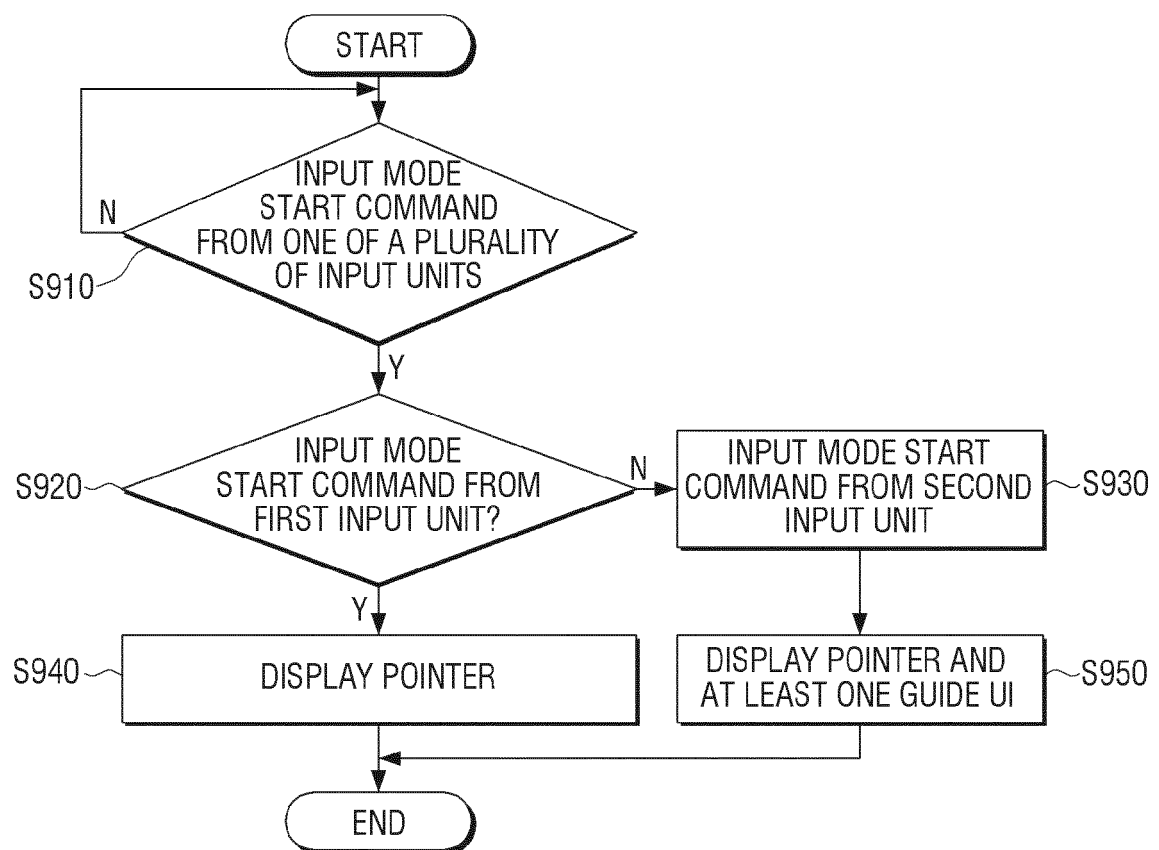 START
INPUT MODE
START COMMAND
FROM ONE OF A PLURALITY
OF INPUT UNITS
N
S910
Y
INPUT MODE
START COMMAND FROM
FIRST INPUT UNIT?
S920
N
INPUT MODE START
COMMAND FROM SECOND
INPUT UNIT
S930
Y
S940
DISPLAY POINTER
DISPLAY POINTER AND
AT LEAST ONE GUIDE UI
S950
END